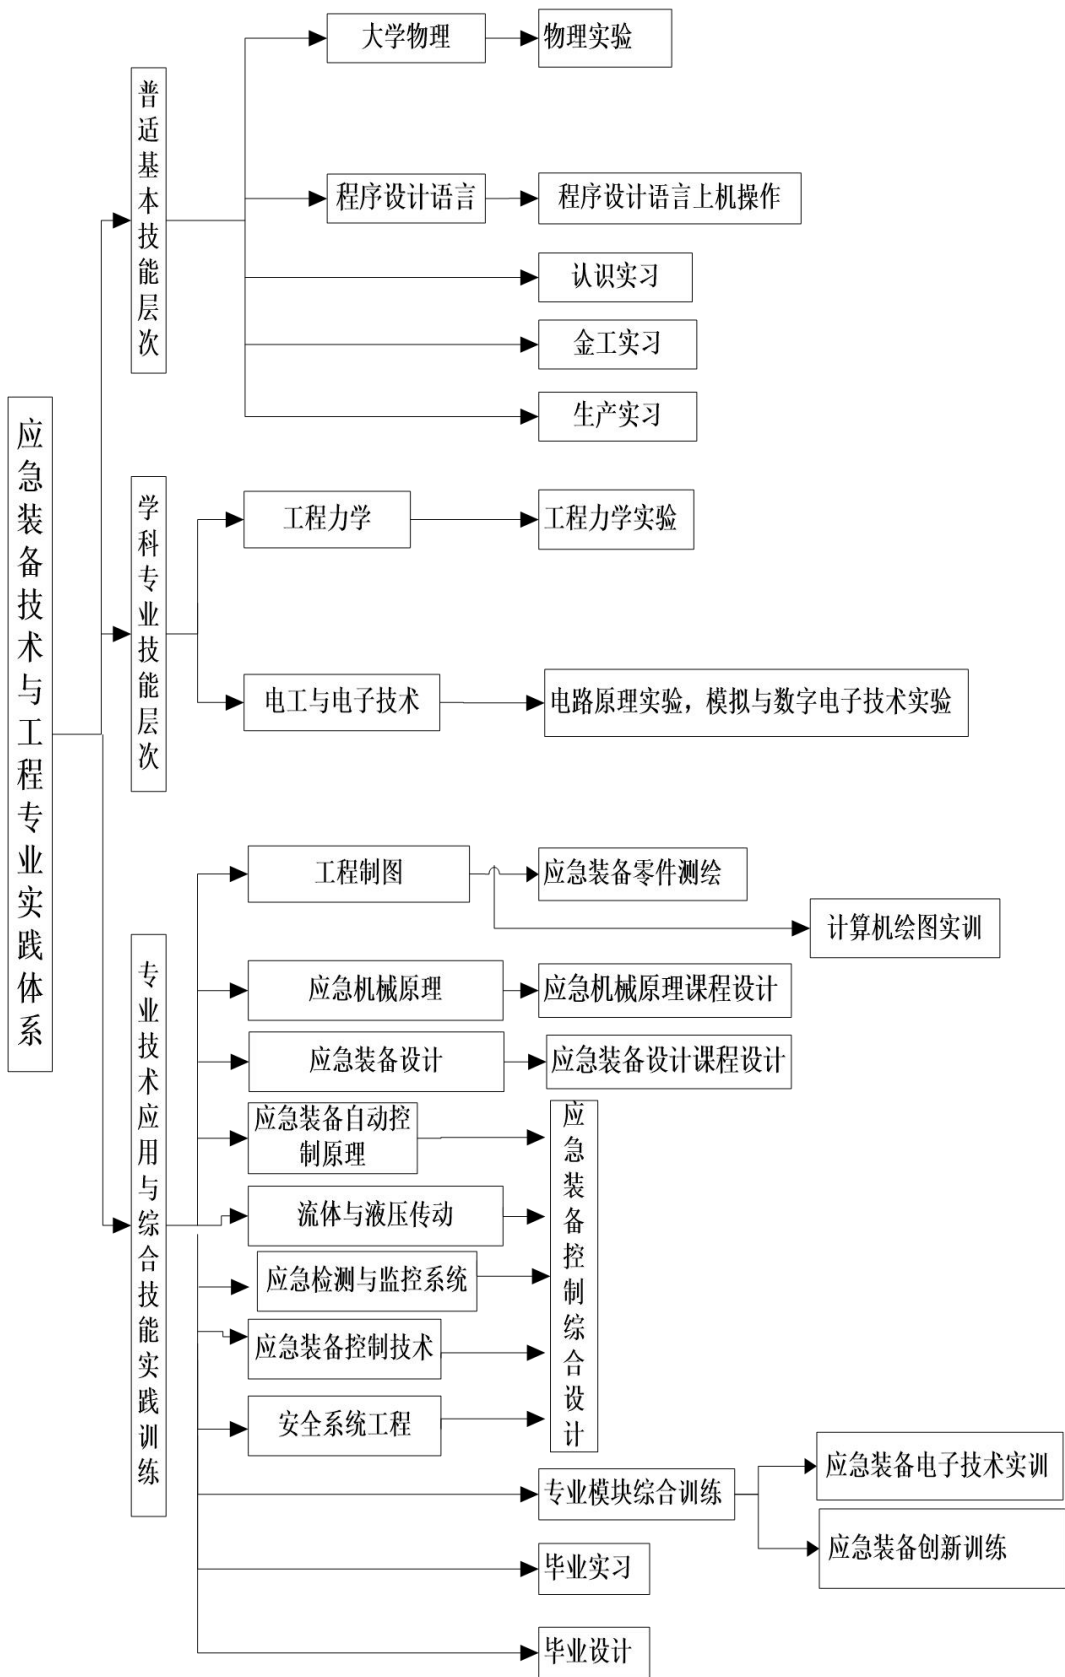 应急装备技术与工程专业实践体系
普适基本技能层次
大学物理
物理实验
程序设计语言
程序设计语言上机操作
认识实习
金工实习
生产实习
学科专业技能层次
工程力学
工程力学实验
电工与电子技术
电路原理实验，模拟与数字电子技术实验
专业技术应用与综合技能实践训练
工程制图
应急装备零件测绘
计算机绘图实训
应急机械原理
应急机械原理课程设计
应急装备设计
应急装备设计课程设计
应急装备自动控
制原理
流体与液压传动
应急检测与监控系统
应急装备控制技术
安全系统工程
应急装备控制综合设计
专业模块综合训练
应急装备电子技术实训
应急装备创新训练
毕业实习
毕业设计